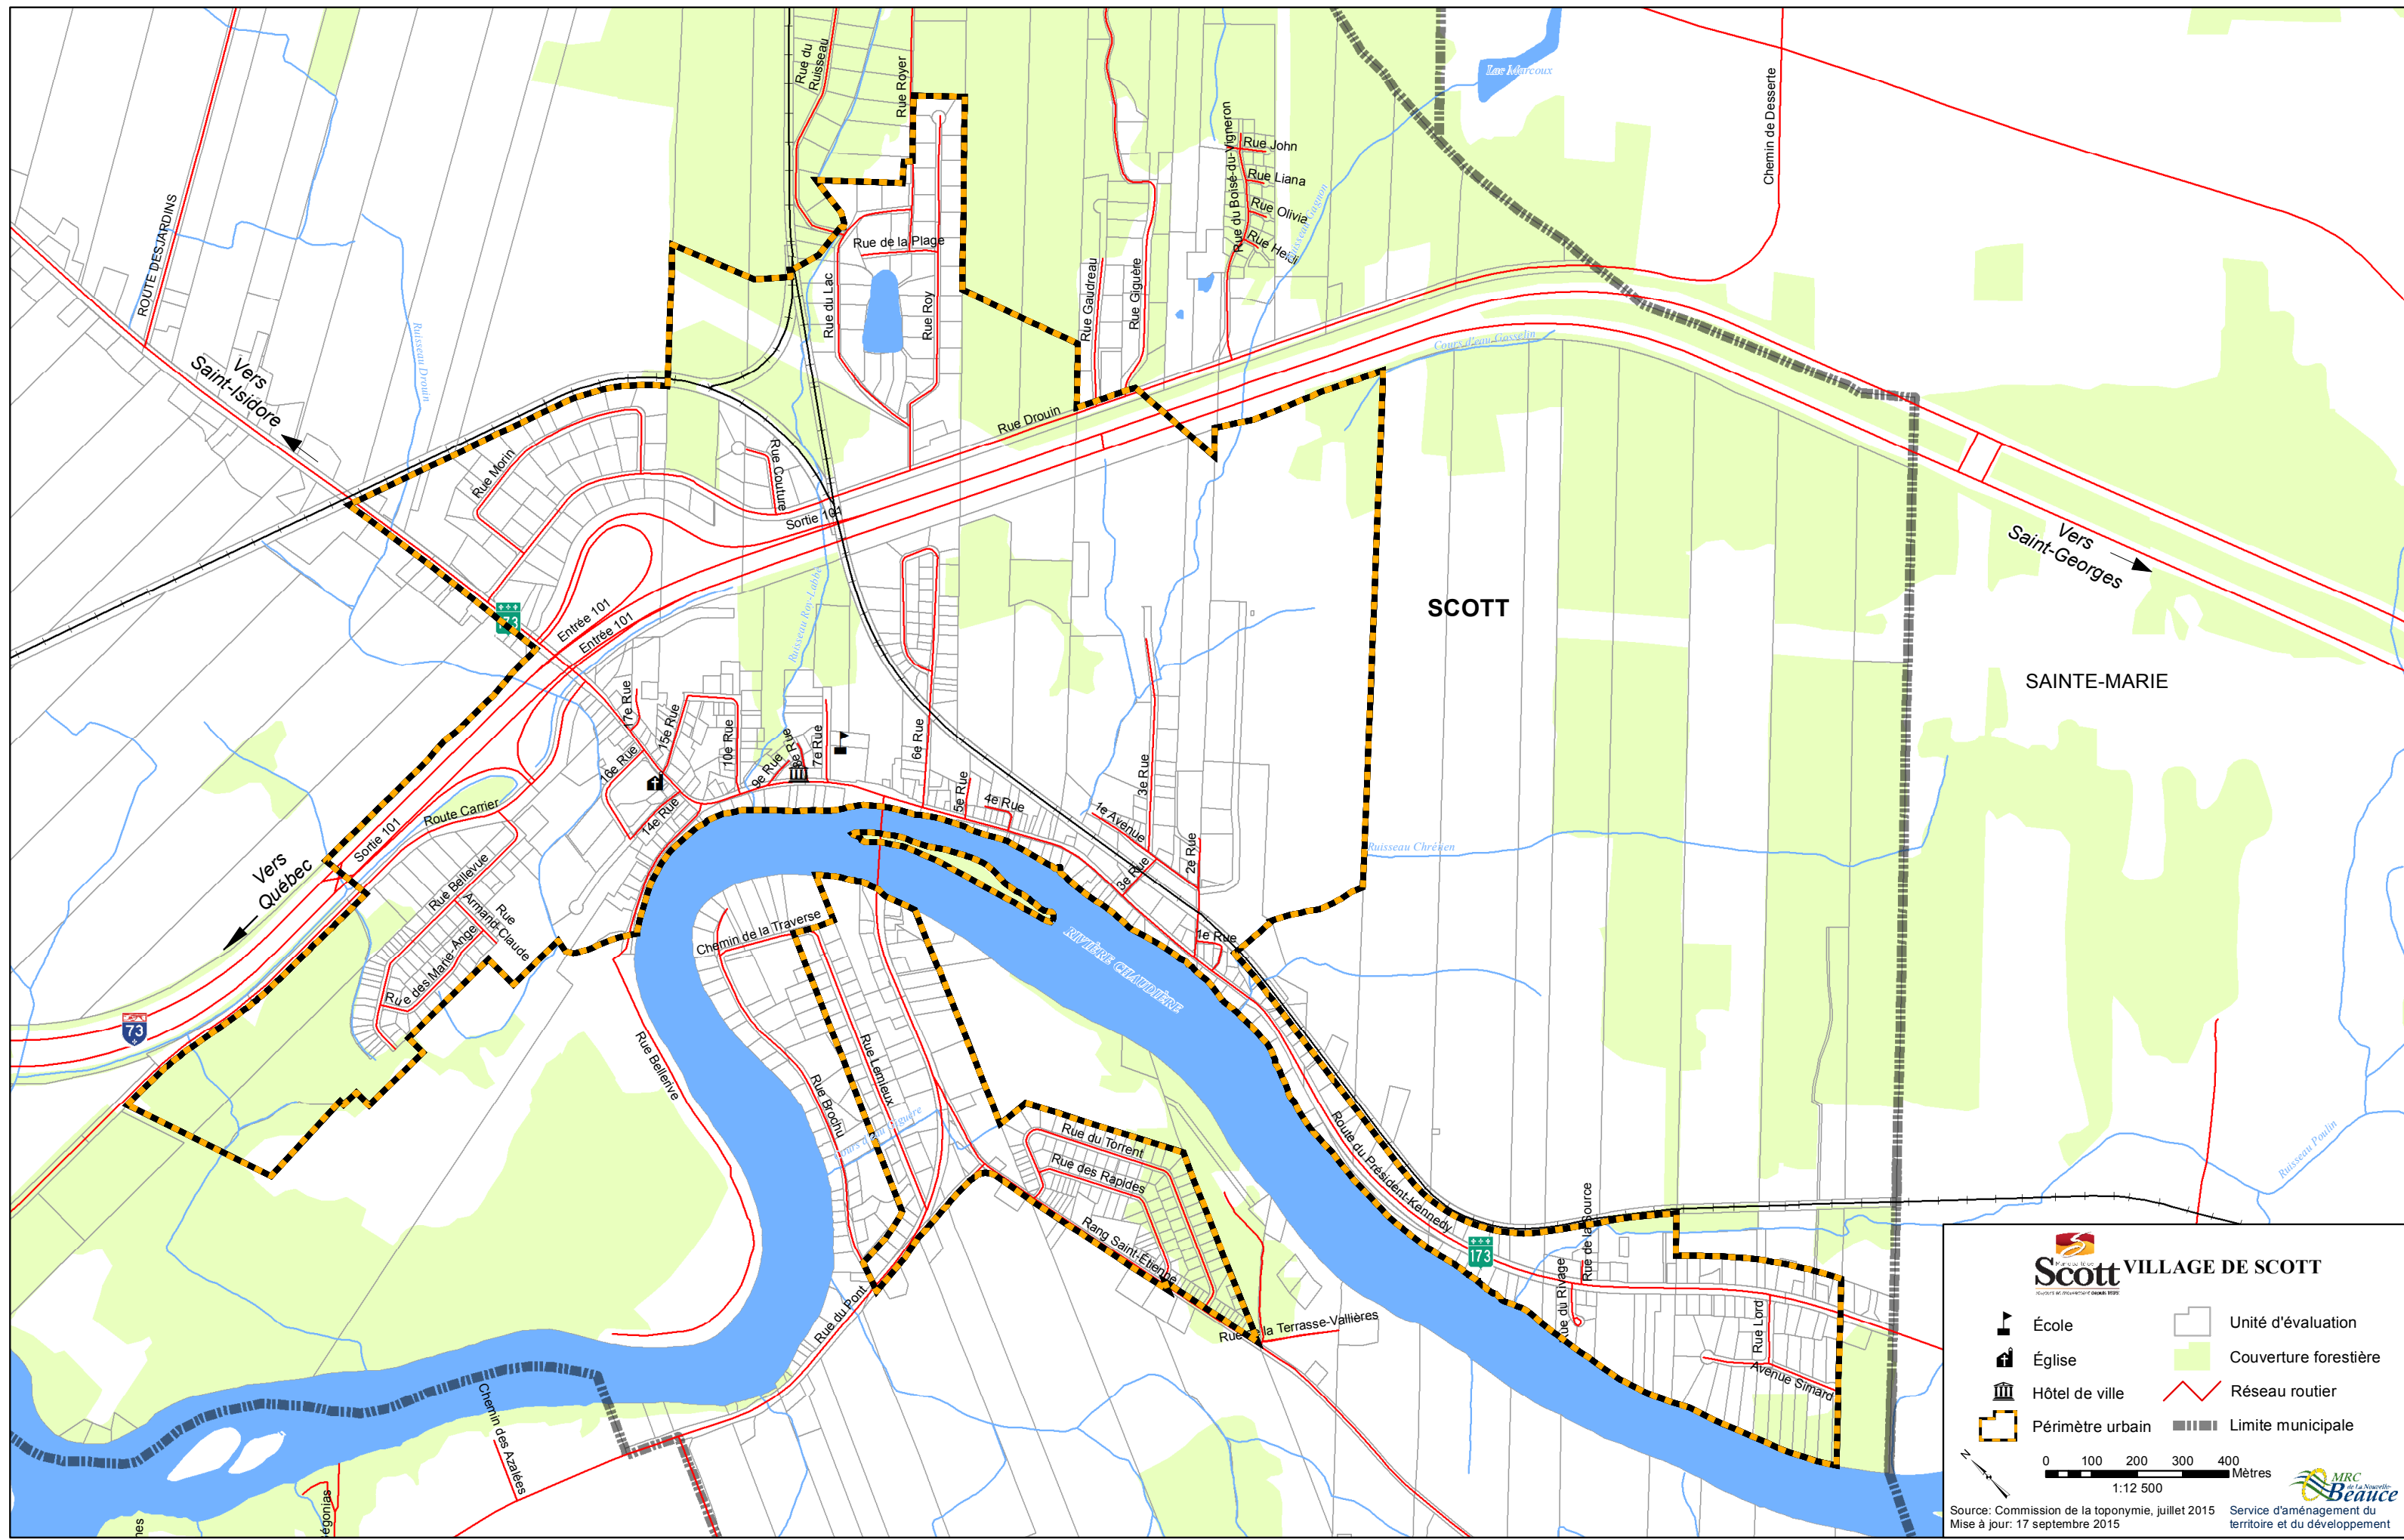 Rue du
Ruisseau
Rue Royer
Lac Marcoux
Chemin de Desserte
Rue du Boisé-du-Vigneron
Rue John
Rue Liana
Rue Olivia
Rue Heidi
Ruisseau Gagnon
ROUTE DESJARDINS
Rue de la Plage
Rue du Lac
Rue Roy
Rue Gaudreau
Rue Giguère
Ruisseau Drouin
Vers
Saint-Isidore
Cours d'eau Gosselin
Rue Drouin
Rue Morin
Rue Couture
Sortie 101
Vers
Saint-Georges
SCOTT
SAINTE-MARIE
173
Entrée 101
Entrée 101
Ruisseau Roy-Labbé
17e Rue
15e Rue
16e Rue
14e Rue
10e Rue
9e Rue
8e Rue
7e Rue
6e Rue
5e Rue
4e Rue
3e Rue
1e Avenue
3e Rue
2e Rue
1e Rue
Ruisseau Chrétien
Route Carrier
Sortie 101
Vers
Québec
Rue Bellevue
Rue
Armand-Claude
Rue des Marie-Ange
73
Chemin de la Traverse
RIVIÈRE CHAUDIÈRE
Rue Bellerive
Rue Brochu
Rue Lemieux
Cours d'eau Giguère
Rue du Torrent
Rue des Rapides
Rang Saint-Étienne
Route du Président-Kennedy
173
Rue de la Source
Rue du Rivage
Rue Lord
Avenue Simard
Ruisseau Poulin
Rue du Pont
la Terrasse-Vallières
Chemin des Azalées
égonias
nes
Scott
VILLAGE DE SCOTT
École
Église
Hôtel de ville
Périmètre urbain
Unité d'évaluation
Couverture forestière
Réseau routier
Limite municipale
N
0 100 200 300 400
Mètres
1:12 500
MRC
de La Nouvelle-
Beauce
Source: Commission de la toponymie, juillet 2015
Mise à jour: 17 septembre 2015
Service d'aménagement du
territoire et du développement